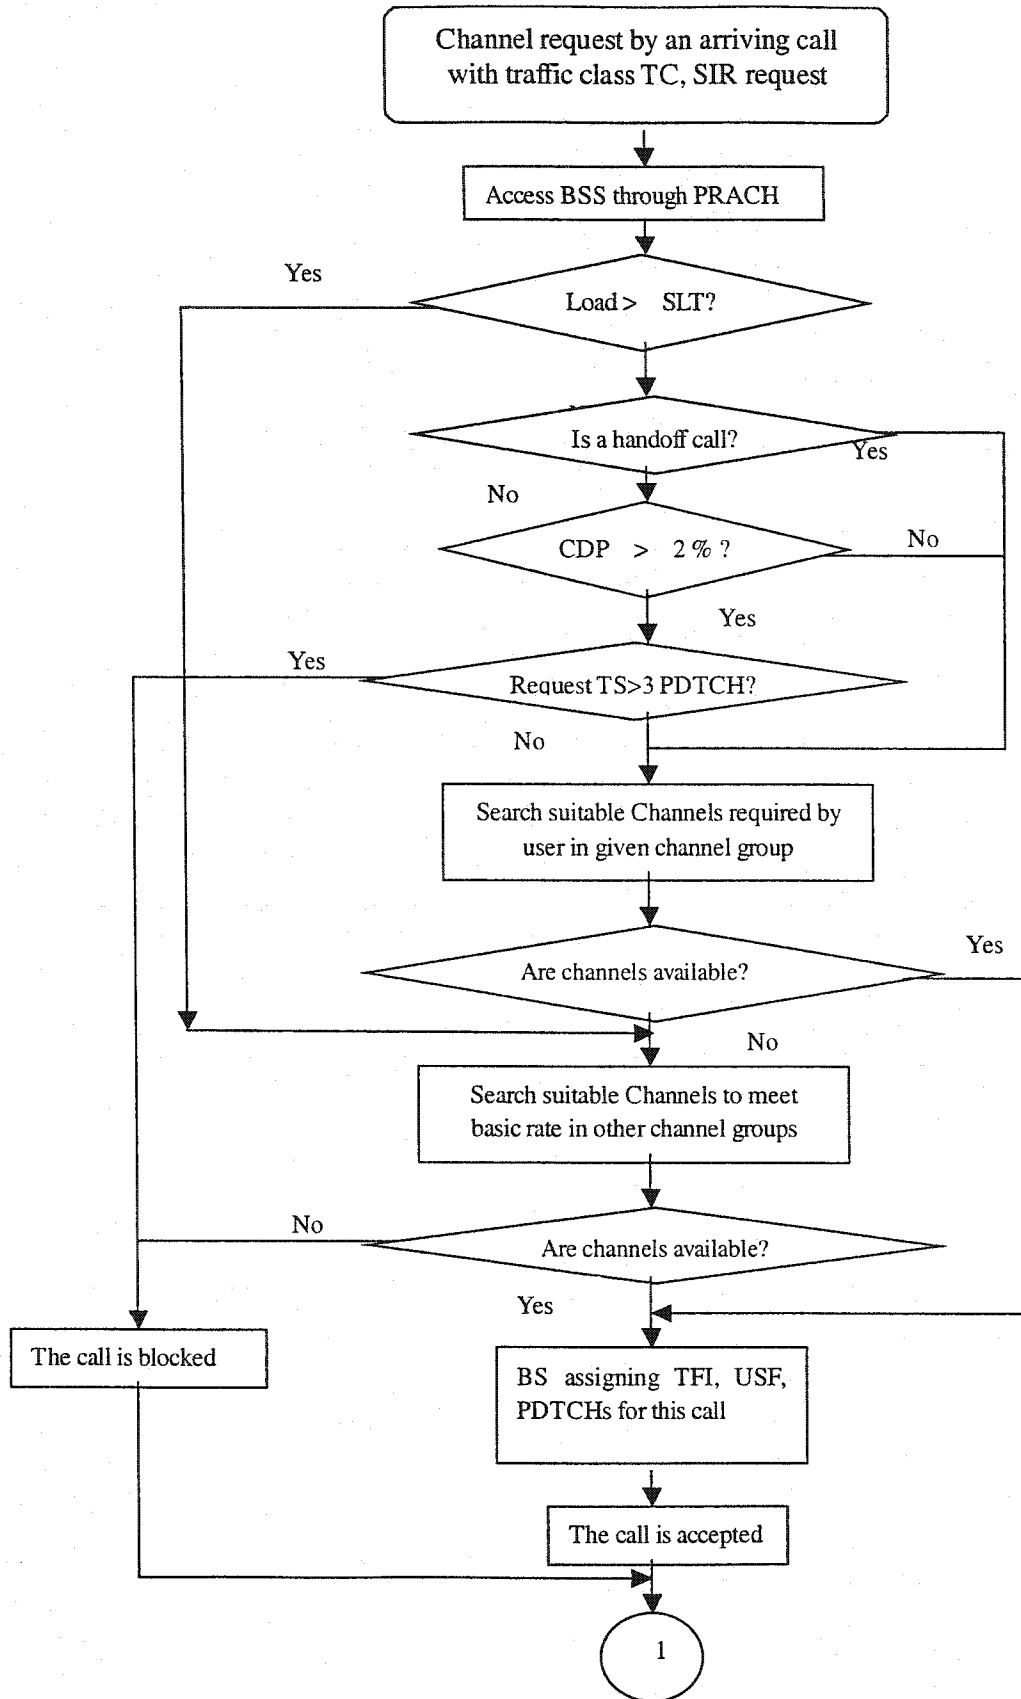 Channel request by an arriving call
with traffic class TC, SIR request
Access BSS through PRACH
Yes
Load > SLT?
Is a handoff call?
Yes
No
CDP > 2 % ?
No
Yes
Yes
Request TS>3 PDTCH?
No
Search suitable Channels required by
user in given channel group
Yes
Are channels available?
No
Search suitable Channels to meet
basic rate in other channel groups
No
Are channels available?
Yes
The call is blocked
BS assigning TFI, USF,
PDTCHs for this call
The call is accepted
1